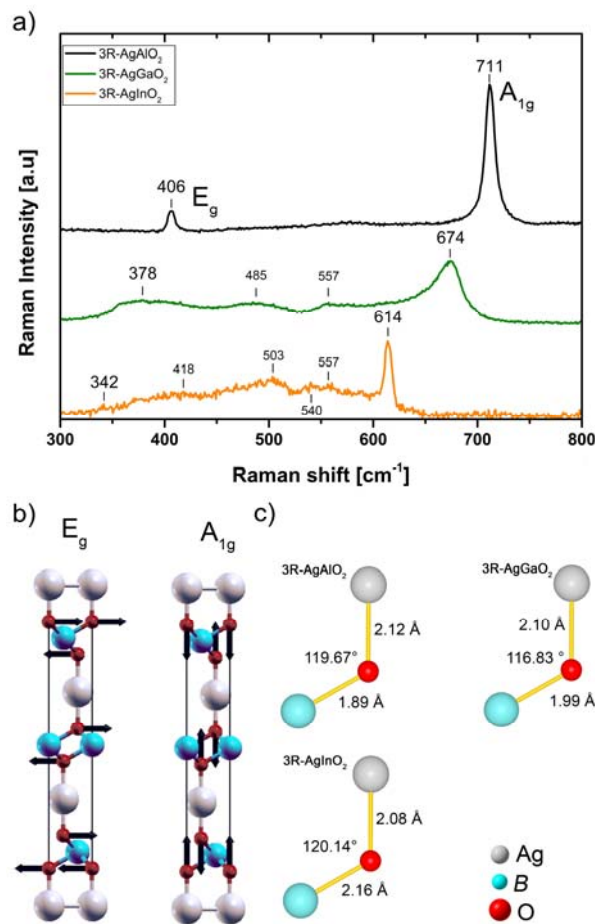 a)
3R-AgAlO₂
3R-AgGaO₂
3R-AgInO₂
711
A₁g
406
E_g
674
378
485
557
614
342
418
503
557
540
Raman Intensity [a.u]
300 400 500 600 700 800
Raman shift [cm⁻¹]
b)
E_g
A₁g
c)
3R-AgAlO₂
2.12 Å
119.67°
1.89 Å
3R-AgGaO₂
2.10 Å
116.83 °
1.99 Å
3R-AgInO₂
2.08 Å
120.14°
2.16 Å
Ag
B
O